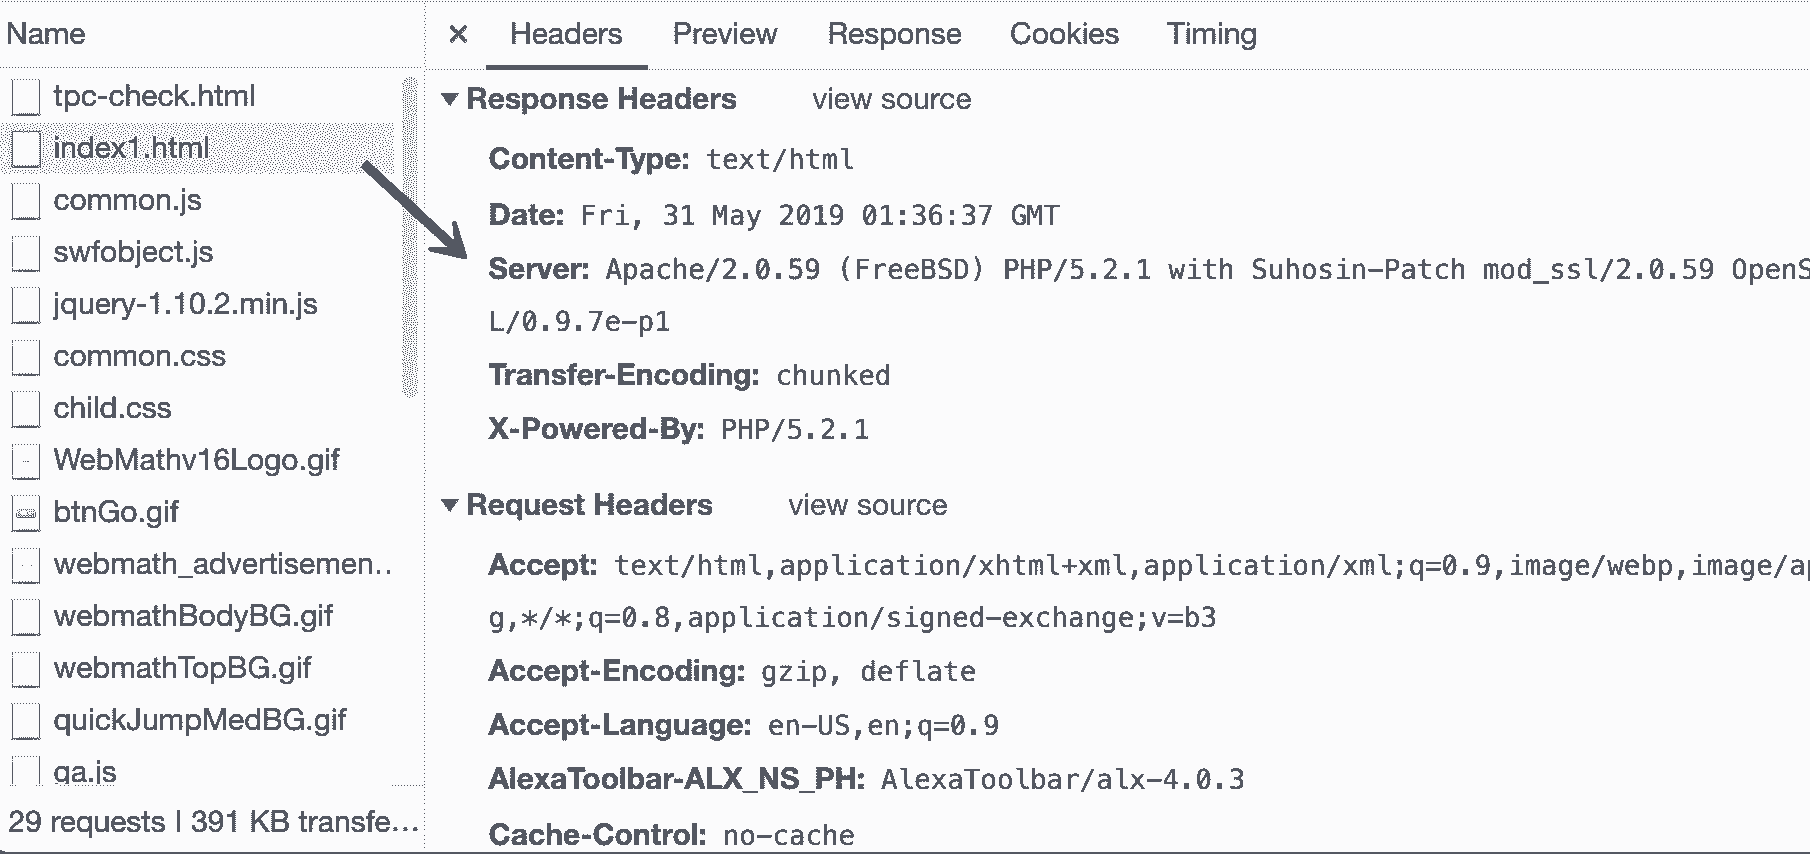 Name
tpc-check.html
index1.html
common.js
swfobject.js
jquery-1.10.2.min.js
common.css
child.css
WebMathv16Logo.gif
btnGo.gif
webmath_advertisemen..
webmathBodyBG.gif
webmathTopBG.gif
quickJumpMedBG.gif
ga.js
29 requests | 391 KB transfe...
× Headers Preview Response Cookies Timing
▼ Response Headers view source
Content-Type: text/html
Date: Fri, 31 May 2019 01:36:37 GMT
Server: Apache/2.0.59 (FreeBSD) PHP/5.2.1 with Suhosin-Patch mod_ssl/2.0.59 OpenS
L/0.9.7e-p1
Transfer-Encoding: chunked
X-Powered-By: PHP/5.2.1
▼ Request Headers view source
Accept: text/html,application/xhtml+xml,application/xml;q=0.9,image/webp,image/ap
g,*/*;q=0.8,application/signed-exchange;v=b3
Accept-Encoding: gzip, deflate
Accept-Language: en-US,en;q=0.9
AlexaToolbar-ALX_NS_PH: AlexaToolbar/alx-4.0.3
Cache-Control: no-cache